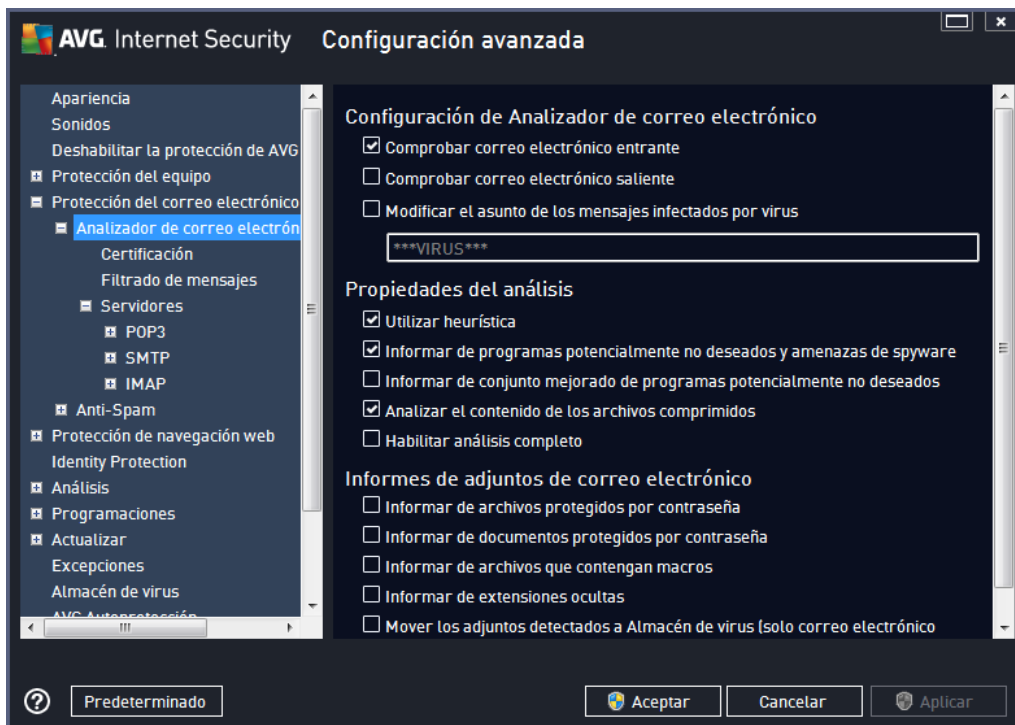 AVG. Internet Security Configuración avanzada
Apariencia
Sonidos
Deshabilitar la protección de AVG
Protección del equipo
Protección del correo electrónico
Analizador de correo electrón
Certificación
Filtrado de mensajes
Servidores
POP3
SMTP
IMAP
Anti-Spam
Protección de navegación web
Identity Protection
Análisis
Programaciones
Actualizar
Excepciones
Almacén de virus
AVG Autoprotección
Configuración de Analizador de correo electrónico
Comprobar correo electrónico entrante
Comprobar correo electrónico saliente
Modificar el asunto de los mensajes infectados por virus
***VIRUS***
Propiedades del análisis
Utilizar heurística
Informar de programas potencialmente no deseados y amenazas de spyware
Informar de conjunto mejorado de programas potencialmente no deseados
Analizar el contenido de los archivos comprimidos
Habilitar análisis completo
Informes de adjuntos de correo electrónico
Informar de archivos protegidos por contraseña
Informar de documentos protegidos por contraseña
Informar de archivos que contengan macros
Informar de extensiones ocultas
Mover los adjuntos detectados a Almacén de virus (solo correo electrónico
Predeterminado
Aceptar
Cancelar
Aplicar